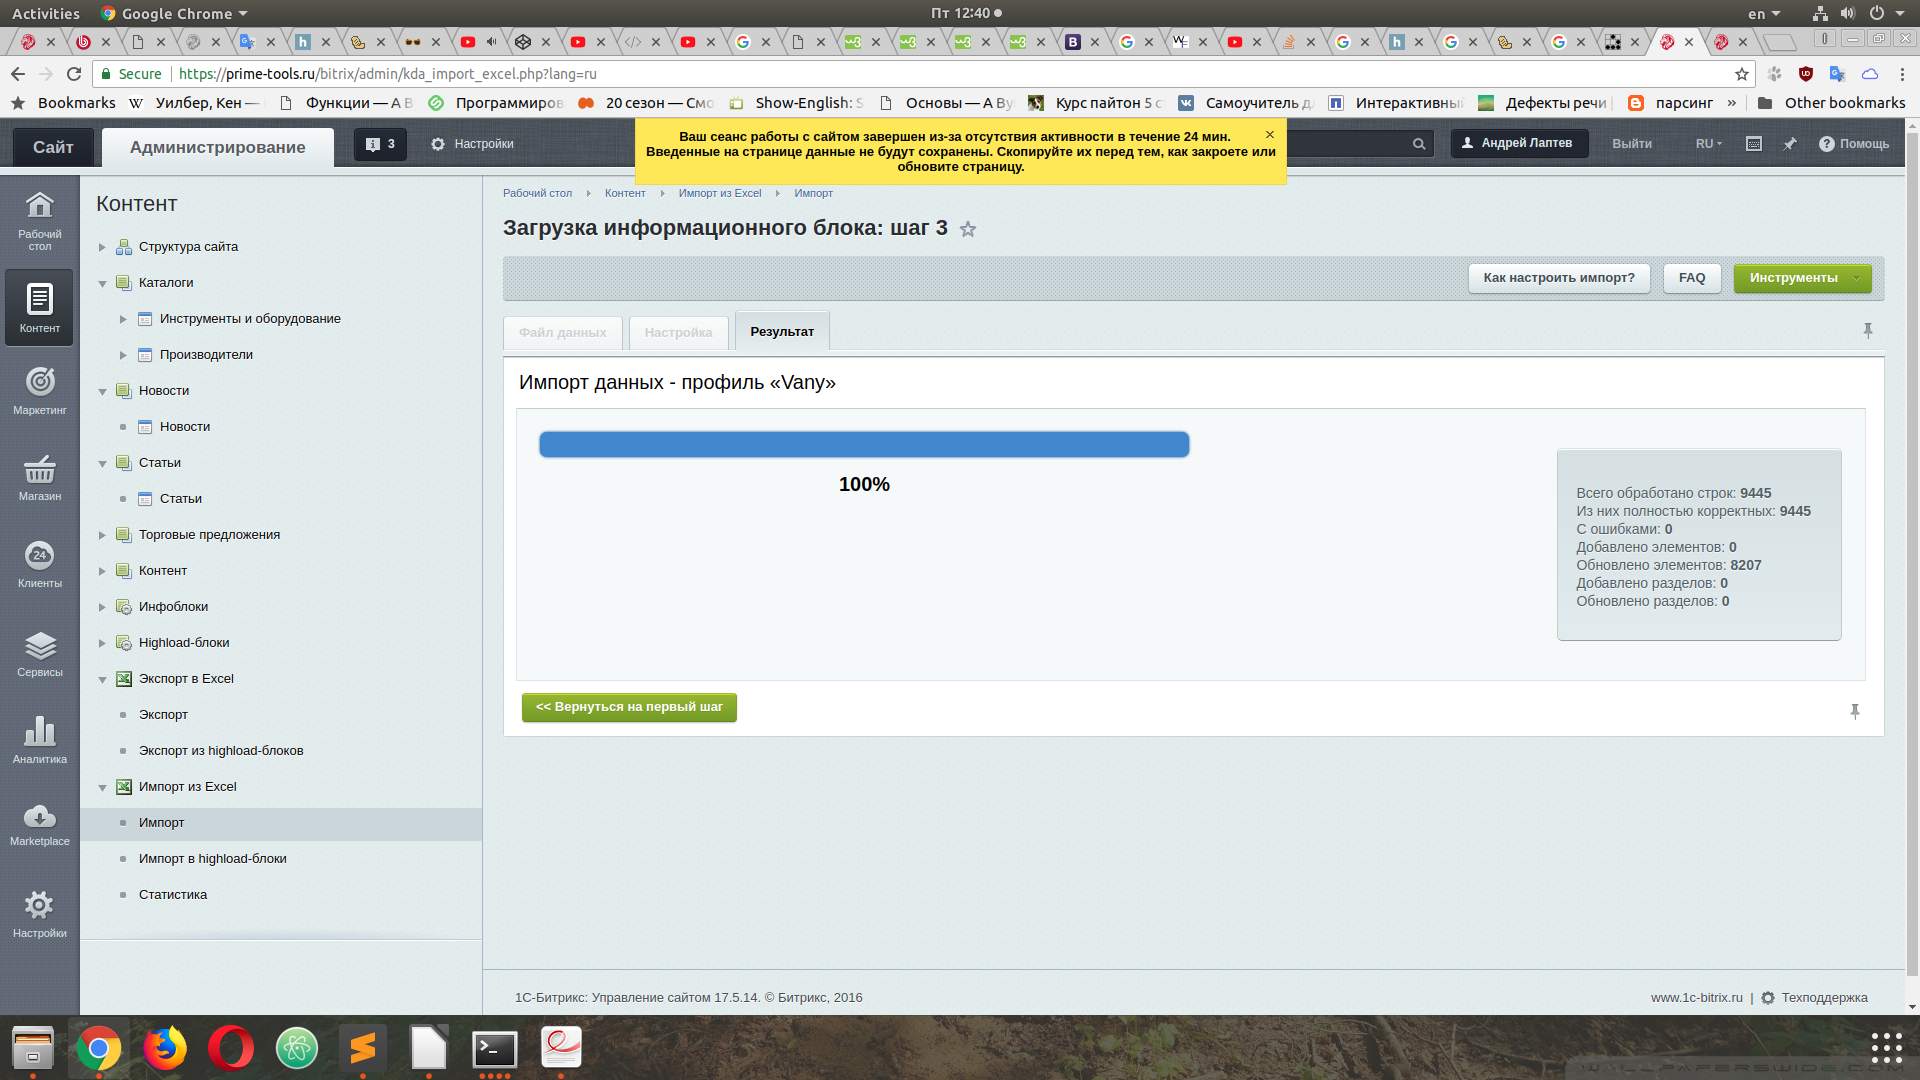 Activities
Google Chrome
Пт 12:40
en
Secure
https://prime-tools.ru/bitrix/admin/kda_import_excel.php?lang=ru
Bookmarks
Уилбер, Кен —
Функции — A B
Программиров
20 сезон — Смо
Show-English: S
Основы — A By
Курс пайтон 5 с
Самоучитель д
Интерактивны
Дефекты речи
парсинг
»
Other bookmarks
Сайт
Администрирование
3
Настройки
Ваш сеанс работы с сайтом завершен из-за отсутствия активности в течение 24 мин.
Введенные на странице данные не будут сохранены. Скопируйте их перед тем, как закроете или
обновите страницу.
Андрей Лаптев
Выйти
RU
Помощь
Рабочий
стол
Контент
Маркетинг
Магазин
24
Клиенты
Сервисы
Аналитика
Marketplace
Настройки
Контент
Структура сайта
Каталоги
Инструменты и оборудование
Производители
Новости
Новости
Статьи
Статьи
Торговые предложения
Контент
Инфоблоки
Highload-блоки
Экспорт в Excel
Экспорт
Экспорт из highload-блоков
Импорт из Excel
Импорт
Импорт в highload-блоки
Статистика
Рабочий стол
Контент
Импорт из Excel
Импорт
Загрузка информационного блока: шаг 3
Как настроить импорт?
FAQ
Инструменты
Файл данных
Настройка
Результат
Импорт данных - профиль «Vany»
100%
Всего обработано строк: 9445
Из них полностью корректных: 9445
С ошибками: 0
Добавлено элементов: 0
Обновлено элементов: 8207
Добавлено разделов: 0
Обновлено разделов: 0
<< Вернуться на первый шаг
1С-Битрикс: Управление сайтом 17.5.14. © Битрикс, 2016
www.1c-bitrix.ru | Техподдержка
WALLPAPERSWIDE.COM